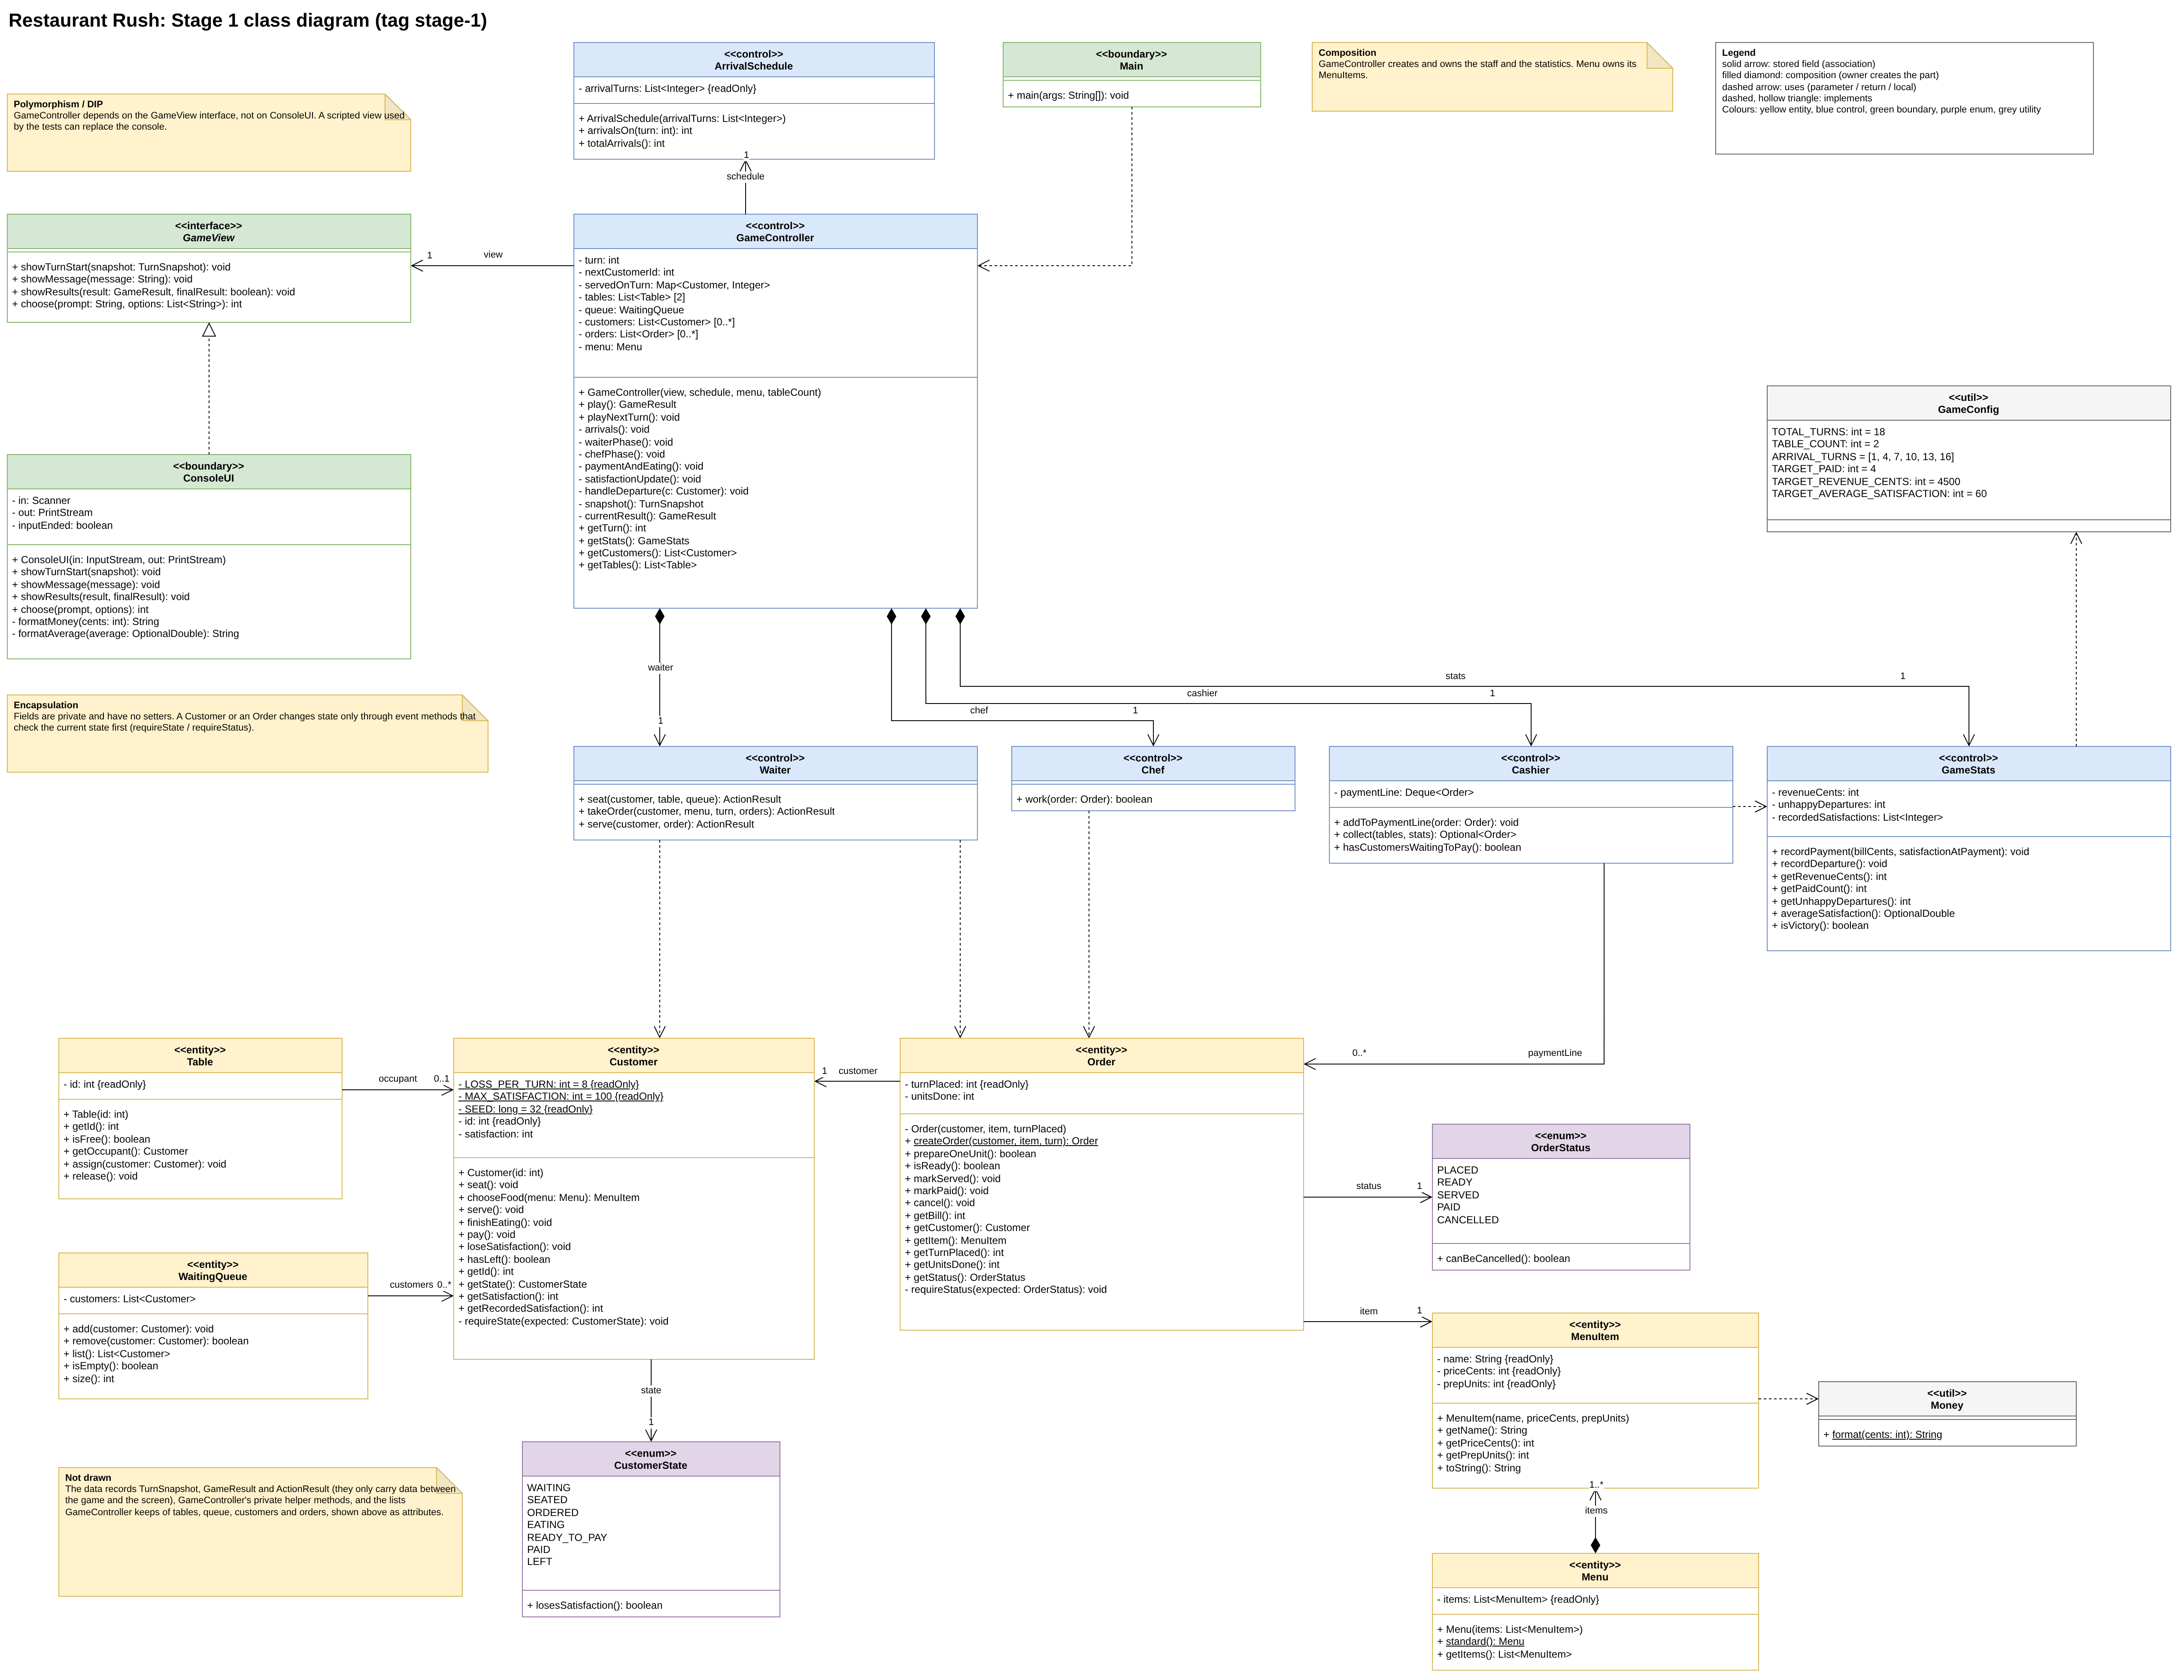 Restaurant Rush: Stage 1 class diagram (tag stage-1)
<<control>>
ArrivalSchedule
- arrivalTurns: List<Integer> {readOnly}
+ ArrivalSchedule(arrivalTurns: List<Integer>)
+ arrivalsOn(turn: int): int
+ totalArrivals(): int
<<boundary>>
Main
+ main(args: String[]): void
Composition
GameController creates and owns the staff and the statistics. Menu owns its
MenuItems.
Legend
solid arrow: stored field (association)
filled diamond: composition (owner creates the part)
dashed arrow: uses (parameter / return / local)
dashed, hollow triangle: implements
Colours: yellow entity, blue control, green boundary, purple enum, grey utility
Polymorphism / DIP
GameController depends on the GameView interface, not on ConsoleUI. A scripted view used
by the tests can replace the console.
1
schedule
<<interface>>
GameView
+ showTurnStart(snapshot: TurnSnapshot): void
+ showMessage(message: String): void
+ showResults(result: GameResult, finalResult: boolean): void
+ choose(prompt: String, options: List<String>): int
1
view
<<control>>
GameController
- turn: int
- nextCustomerId: int
- servedOnTurn: Map<Customer, Integer>
- tables: List<Table> [2]
- queue: WaitingQueue
- customers: List<Customer> [0..*]
- orders: List<Order> [0..*]
- menu: Menu
+ GameController(view, schedule, menu, tableCount)
+ play(): GameResult
+ playNextTurn(): void
- arrivals(): void
- waiterPhase(): void
- chefPhase(): void
- paymentAndEating(): void
- satisfactionUpdate(): void
- handleDeparture(c: Customer): void
- snapshot(): TurnSnapshot
- currentResult(): GameResult
+ getTurn(): int
+ getStats(): GameStats
+ getCustomers(): List<Customer>
+ getTables(): List<Table>
<<util>>
GameConfig
TOTAL_TURNS: int = 18
TABLE_COUNT: int = 2
ARRIVAL_TURNS = [1, 4, 7, 10, 13, 16]
TARGET_PAID: int = 4
TARGET_REVENUE_CENTS: int = 4500
TARGET_AVERAGE_SATISFACTION: int = 60
<<boundary>>
ConsoleUI
- in: Scanner
- out: PrintStream
- inputEnded: boolean
+ ConsoleUI(in: InputStream, out: PrintStream)
+ showTurnStart(snapshot): void
+ showMessage(message): void
+ showResults(result, finalResult): void
+ choose(prompt, options): int
- formatMoney(cents: int): String
- formatAverage(average: OptionalDouble): String
waiter
1
chef
1
cashier
1
stats
1
Encapsulation
Fields are private and have no setters. A Customer or an Order changes state only through event methods that
check the current state first (requireState / requireStatus).
<<control>>
Waiter
+ seat(customer, table, queue): ActionResult
+ takeOrder(customer, menu, turn, orders): ActionResult
+ serve(customer, order): ActionResult
<<control>>
Chef
+ work(order: Order): boolean
<<control>>
Cashier
- paymentLine: Deque<Order>
+ addToPaymentLine(order: Order): void
+ collect(tables, stats): Optional<Order>
+ hasCustomersWaitingToPay(): boolean
<<control>>
GameStats
- revenueCents: int
- unhappyDepartures: int
- recordedSatisfactions: List<Integer>
+ recordPayment(billCents, satisfactionAtPayment): void
+ recordDeparture(): void
+ getRevenueCents(): int
+ getPaidCount(): int
+ getUnhappyDepartures(): int
+ averageSatisfaction(): OptionalDouble
+ isVictory(): boolean
<<entity>>
Table
- id: int {readOnly}
+ Table(id: int)
+ getId(): int
+ isFree(): boolean
+ getOccupant(): Customer
+ assign(customer: Customer): void
+ release(): void
occupant
0..1
<<entity>>
Customer
- LOSS_PER_TURN: int = 8 {readOnly}
- MAX_SATISFACTION: int = 100 {readOnly}
- SEED: long = 32 {readOnly}
- id: int {readOnly}
- satisfaction: int
+ Customer(id: int)
+ seat(): void
+ chooseFood(menu: Menu): MenuItem
+ serve(): void
+ finishEating(): void
+ pay(): void
+ loseSatisfaction(): void
+ hasLeft(): boolean
+ getId(): int
+ getState(): CustomerState
+ getSatisfaction(): int
+ getRecordedSatisfaction(): int
- requireState(expected: CustomerState): void
1
customer
<<entity>>
Order
- turnPlaced: int {readOnly}
- unitsDone: int
- Order(customer, item, turnPlaced)
+ createOrder(customer, item, turn): Order
+ prepareOneUnit(): boolean
+ isReady(): boolean
+ markServed(): void
+ markPaid(): void
+ cancel(): void
+ getBill(): int
+ getCustomer(): Customer
+ getItem(): MenuItem
+ getTurnPlaced(): int
+ getUnitsDone(): int
+ getStatus(): OrderStatus
- requireStatus(expected: OrderStatus): void
0..*
paymentLine
<<enum>>
OrderStatus
PLACED
READY
SERVED
PAID
CANCELLED
+ canBeCancelled(): boolean
status
1
<<entity>>
WaitingQueue
- customers: List<Customer>
+ add(customer: Customer): void
+ remove(customer: Customer): boolean
+ list(): List<Customer>
+ isEmpty(): boolean
+ size(): int
customers
0..*
item
1
<<entity>>
MenuItem
- name: String {readOnly}
- priceCents: int {readOnly}
- prepUnits: int {readOnly}
+ MenuItem(name, priceCents, prepUnits)
+ getName(): String
+ getPriceCents(): int
+ getPrepUnits(): int
+ toString(): String
<<util>>
Money
+ format(cents: int): String
state
1
<<enum>>
CustomerState
WAITING
SEATED
ORDERED
EATING
READY_TO_PAY
PAID
LEFT
+ losesSatisfaction(): boolean
Not drawn
The data records TurnSnapshot, GameResult and ActionResult (they only carry data between
the game and the screen), GameController's private helper methods, and the lists
GameController keeps of tables, queue, customers and orders, shown above as attributes.
1..*
items
<<entity>>
Menu
- items: List<MenuItem> {readOnly}
+ Menu(items: List<MenuItem>)
+ standard(): Menu
+ getItems(): List<MenuItem>